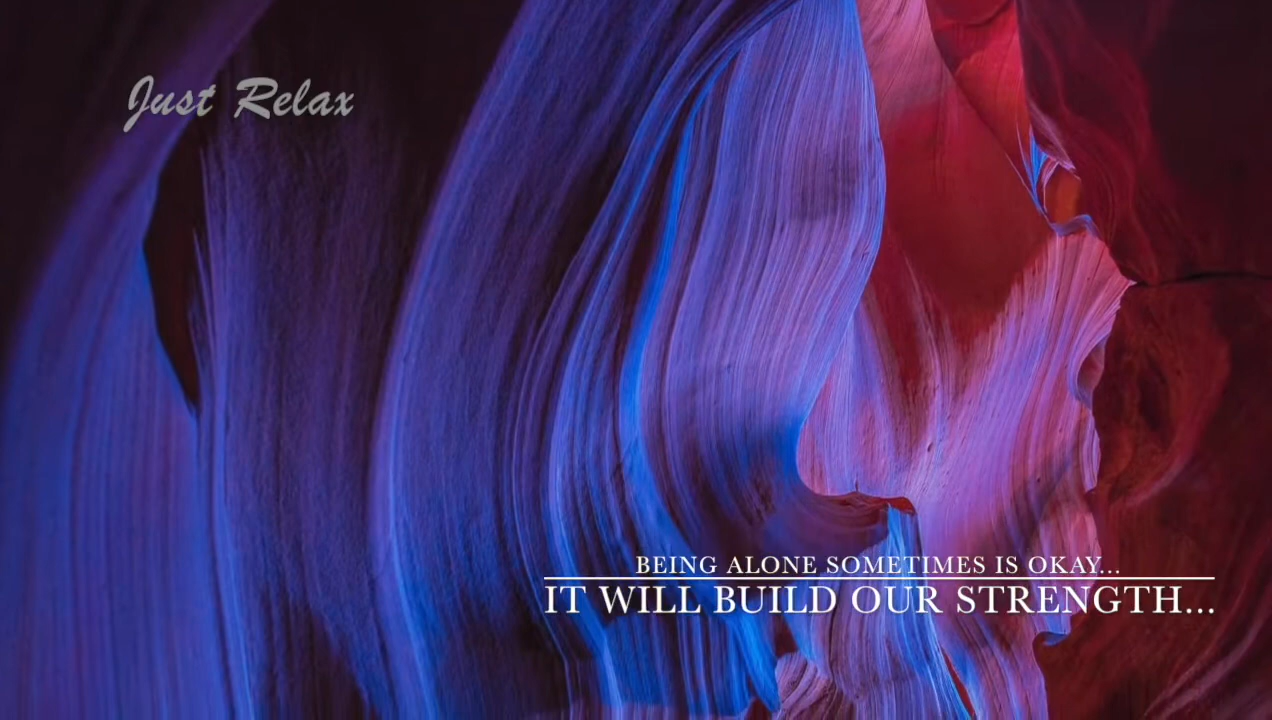 Just Relax
BEING ALONE SOMETIMES IS OKAY...
IT WILL BUILD OUR STRENGTH...